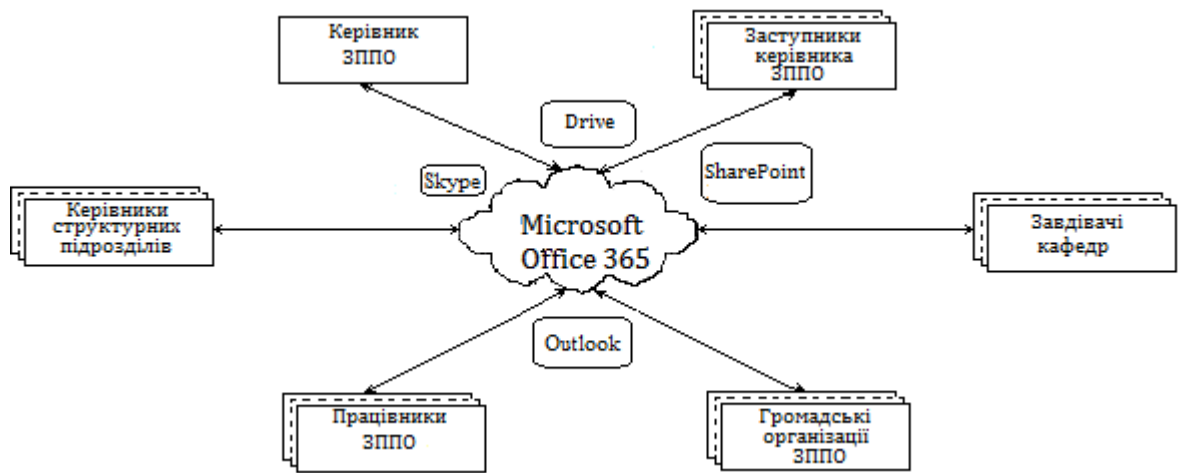 Керівник
ЗППО
Заступники
керівника
ЗППО
Drive
Skype
SharePoint
Керівники
структурних
підрозділів
Microsoft
Office 365
Завдівачі
кафедр
Outlook
Працівники
ЗППО
Громадські
організації
ЗППО